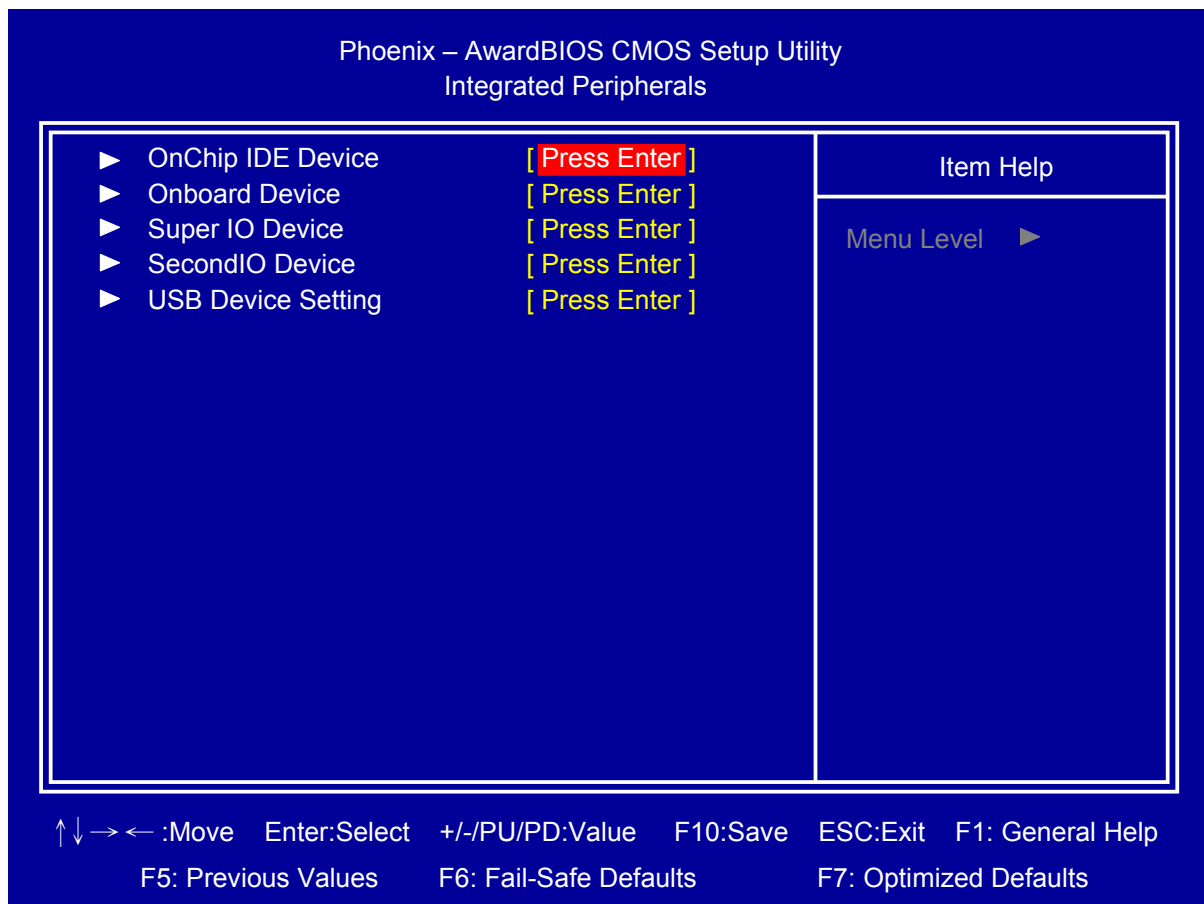 Phoenix – AwardBIOS CMOS Setup Utility
Integrated Peripherals
► OnChip IDE Device [ Press Enter ]
► Onboard Device [ Press Enter ]
► Super IO Device [ Press Enter ]
► SecondIO Device [ Press Enter ]
► USB Device Setting [ Press Enter ]
Item Help
Menu Level ►
↑↓→← :Move Enter:Select +/-/PU/PD:Value F10:Save ESC:Exit F1: General Help
F5: Previous Values F6: Fail-Safe Defaults F7: Optimized Defaults